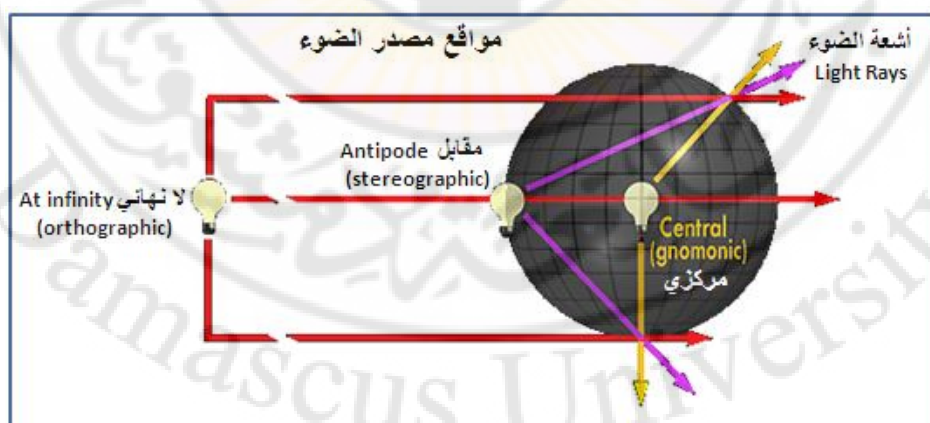 مواقع مصدر الضوء
أشعة الضوء
Light Rays
Antipode مقابل
(stereographic)
At infinity لا نهائي
(orthographic)
Central
(gnomonic)
مركزي
Damascus University